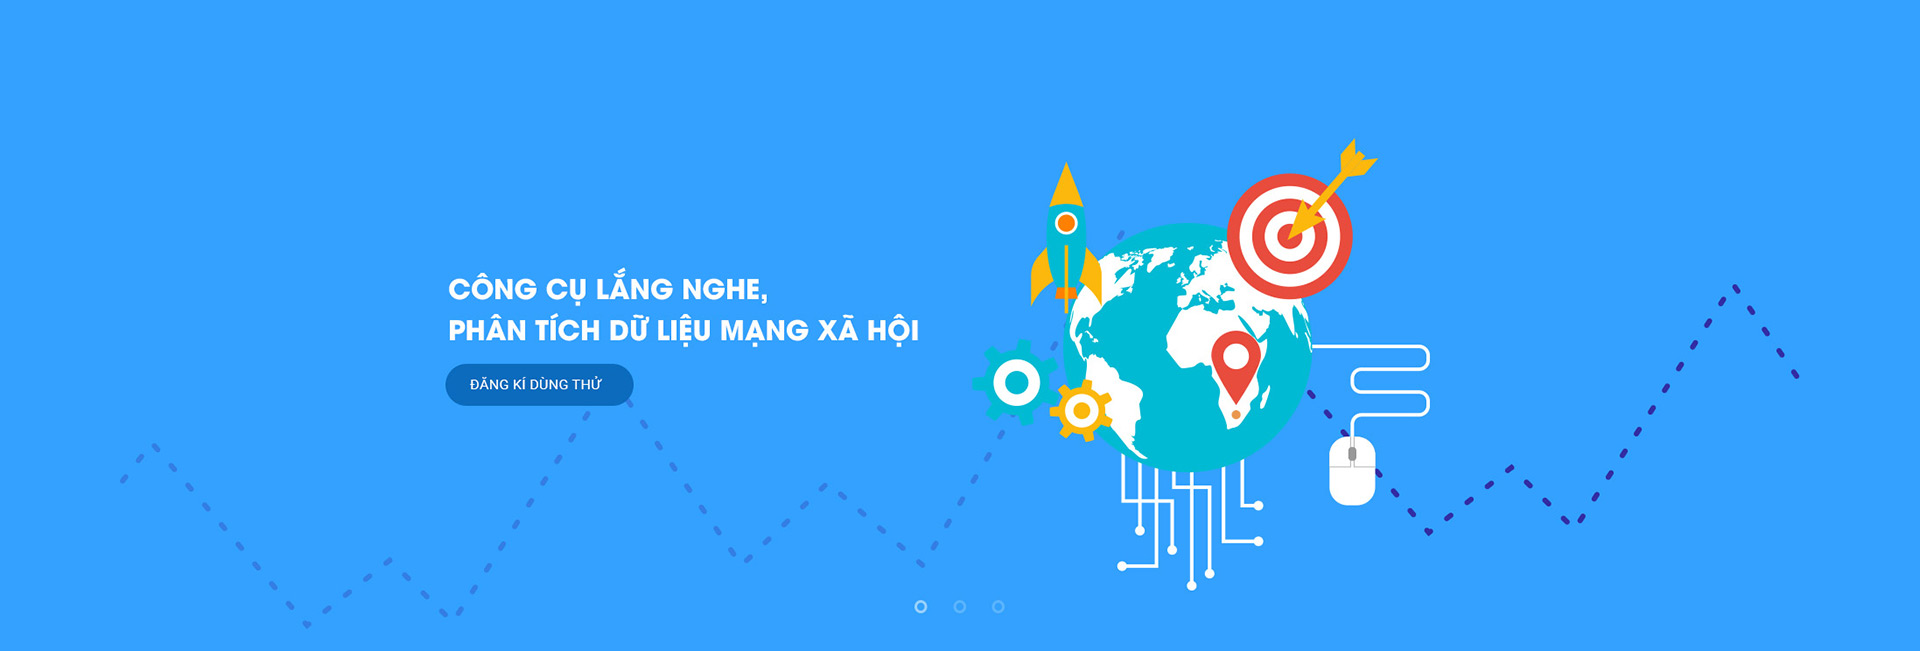 CÔNG CỤ LẮNG NGHE,
PHÂN TÍCH DỮ LIỆU MẠNG XÃ HỘI
ĐĂNG KÍ DÙNG THỬ